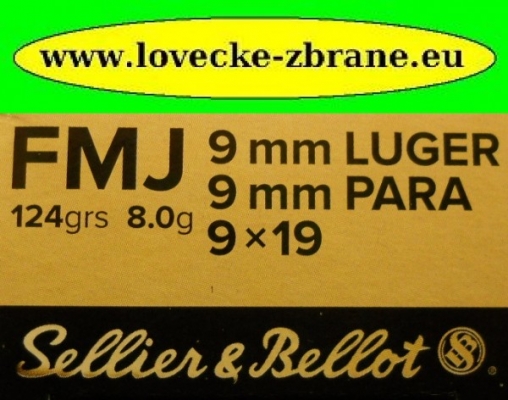 www.lovecke-zbrane.eu
FMJ
124grs 8.0g
9 mm LUGER
9 mm PARA
9×19
Sellier & Bellot SB